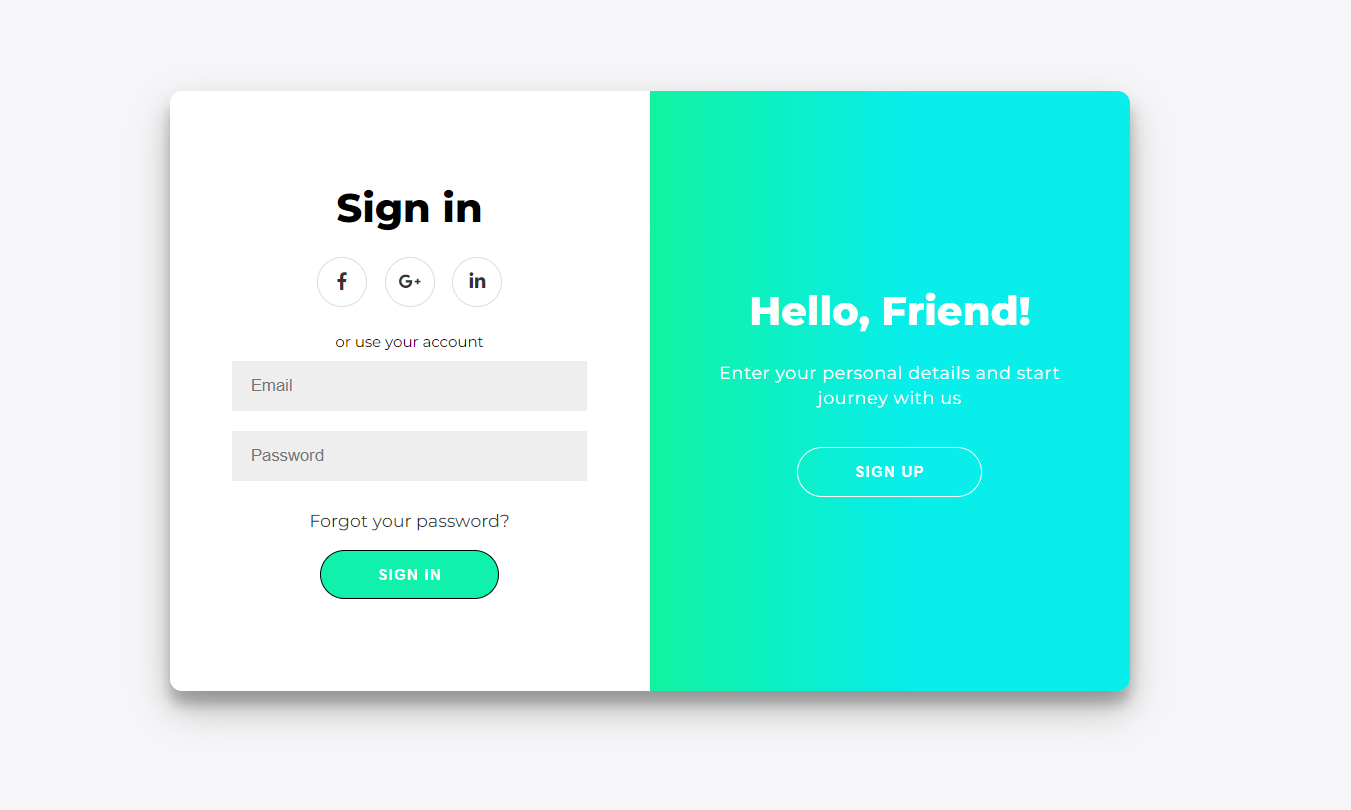 Sign in
f
G+
in
or use your account
Email
Password
Forgot your password?
SIGN IN
Hello, Friend!
Enter your personal details and start
journey with us
SIGN UP